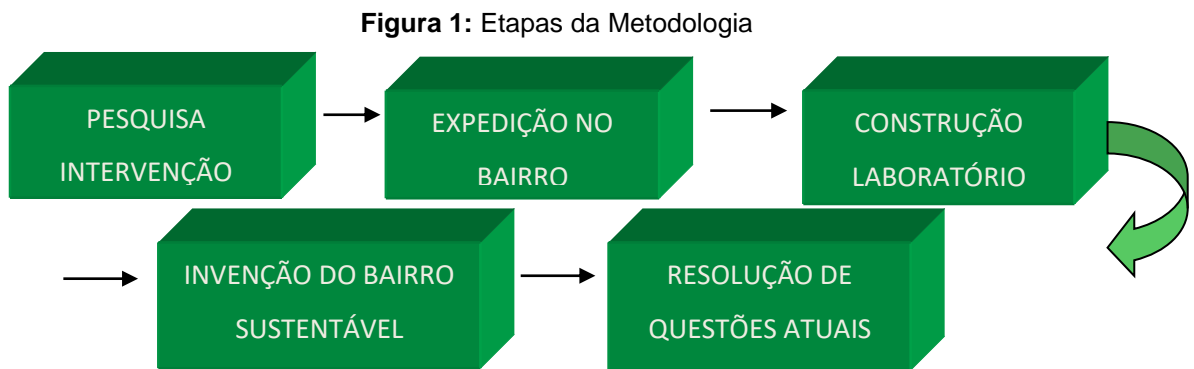 Figura 1: Etapas da Metodologia
PESQUISA
INTERVENÇÃO
EXPEDIÇÃO NO
BAIRRO
CONSTRUÇÃO
LABORATÓRIO
INVENÇÃO DO BAIRRO
SUSTENTÁVEL
RESOLUÇÃO DE
QUESTÕES ATUAIS